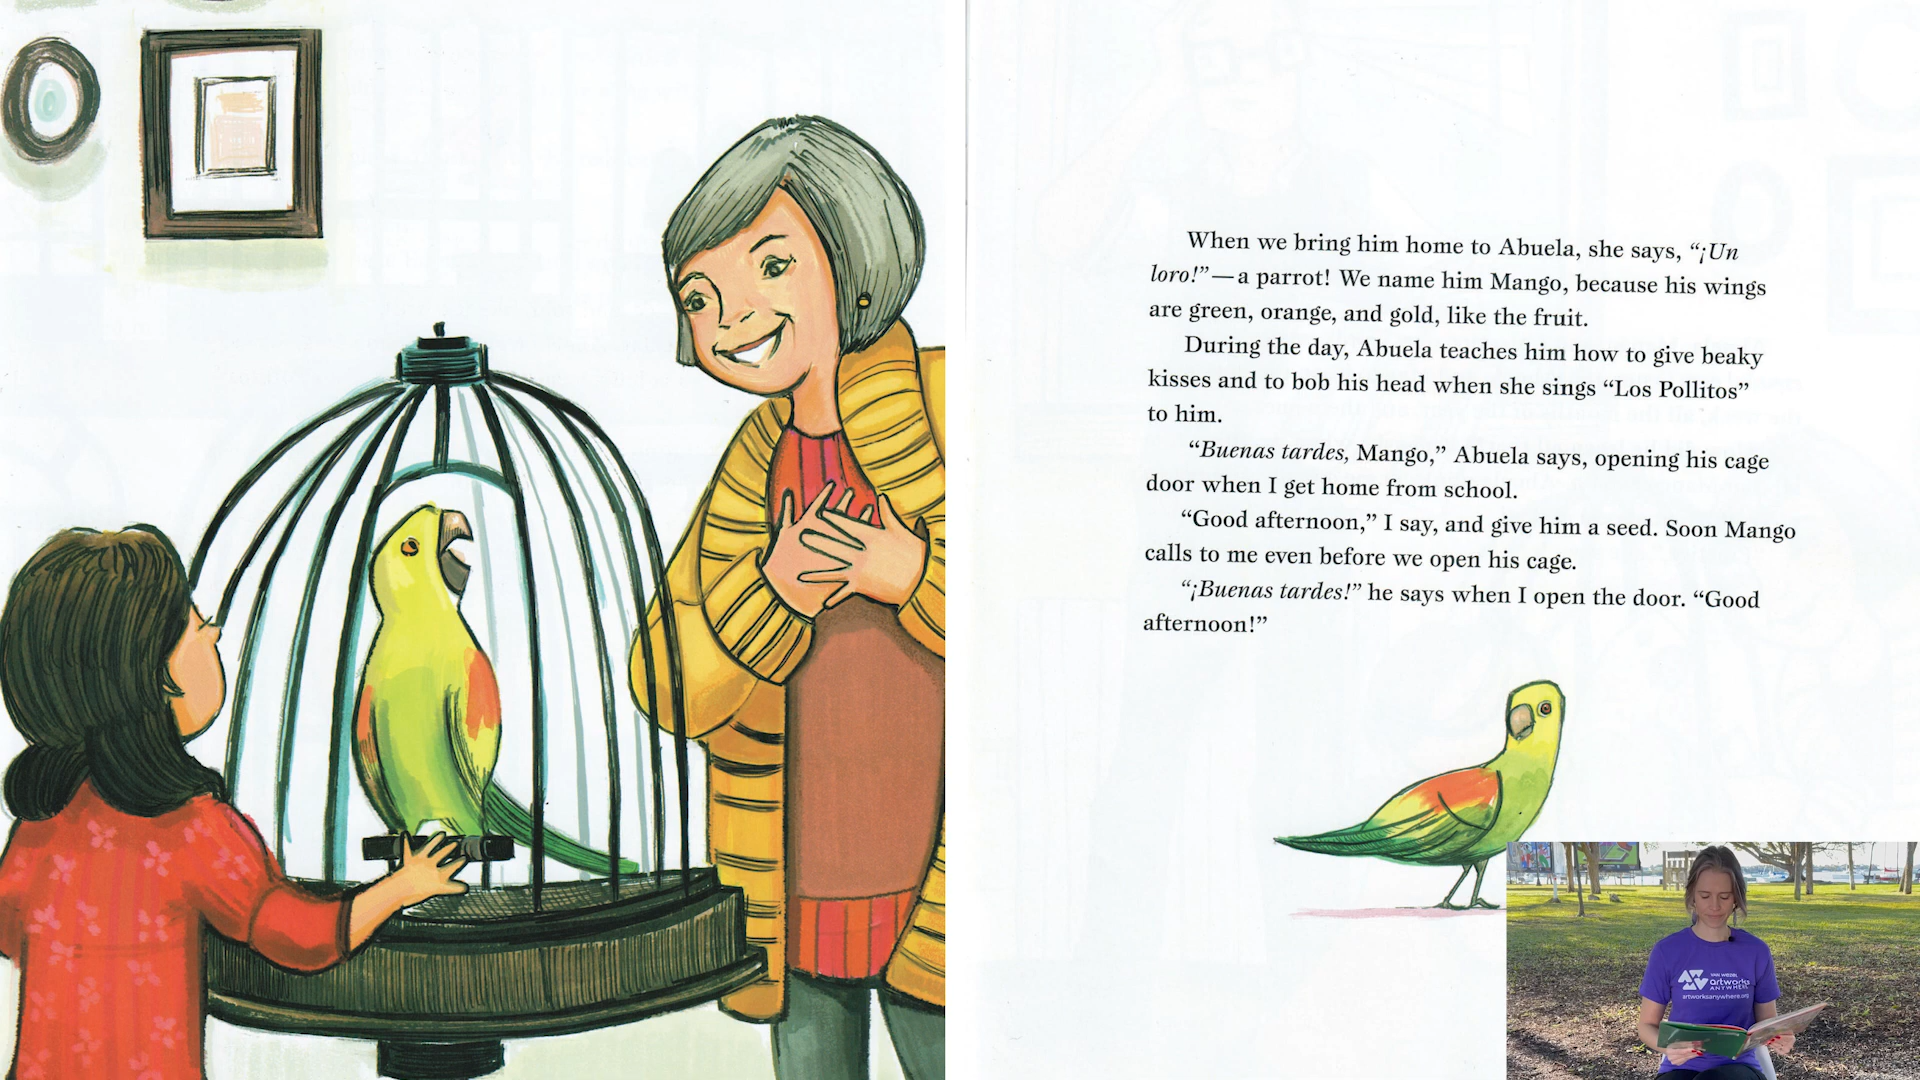 When we bring him home to Abuela, she says, “¡Un
loro!”—a parrot! We name him Mango, because his wings
are green, orange, and gold, like the fruit.
During the day, Abuela teaches him how to give beaky
kisses and to bob his head when she sings “Los Pollitos”
to him.
“Buenas tardes, Mango,” Abuela says, opening his cage
door when I get home from school.
“Good afternoon,” I say, and give him a seed. Soon Mango
calls to me even before we open his cage.
“¡Buenas tardes!” he says when I open the door. “Good
afternoon!”
artworks
ANYWHERE
artworksanywhere.org